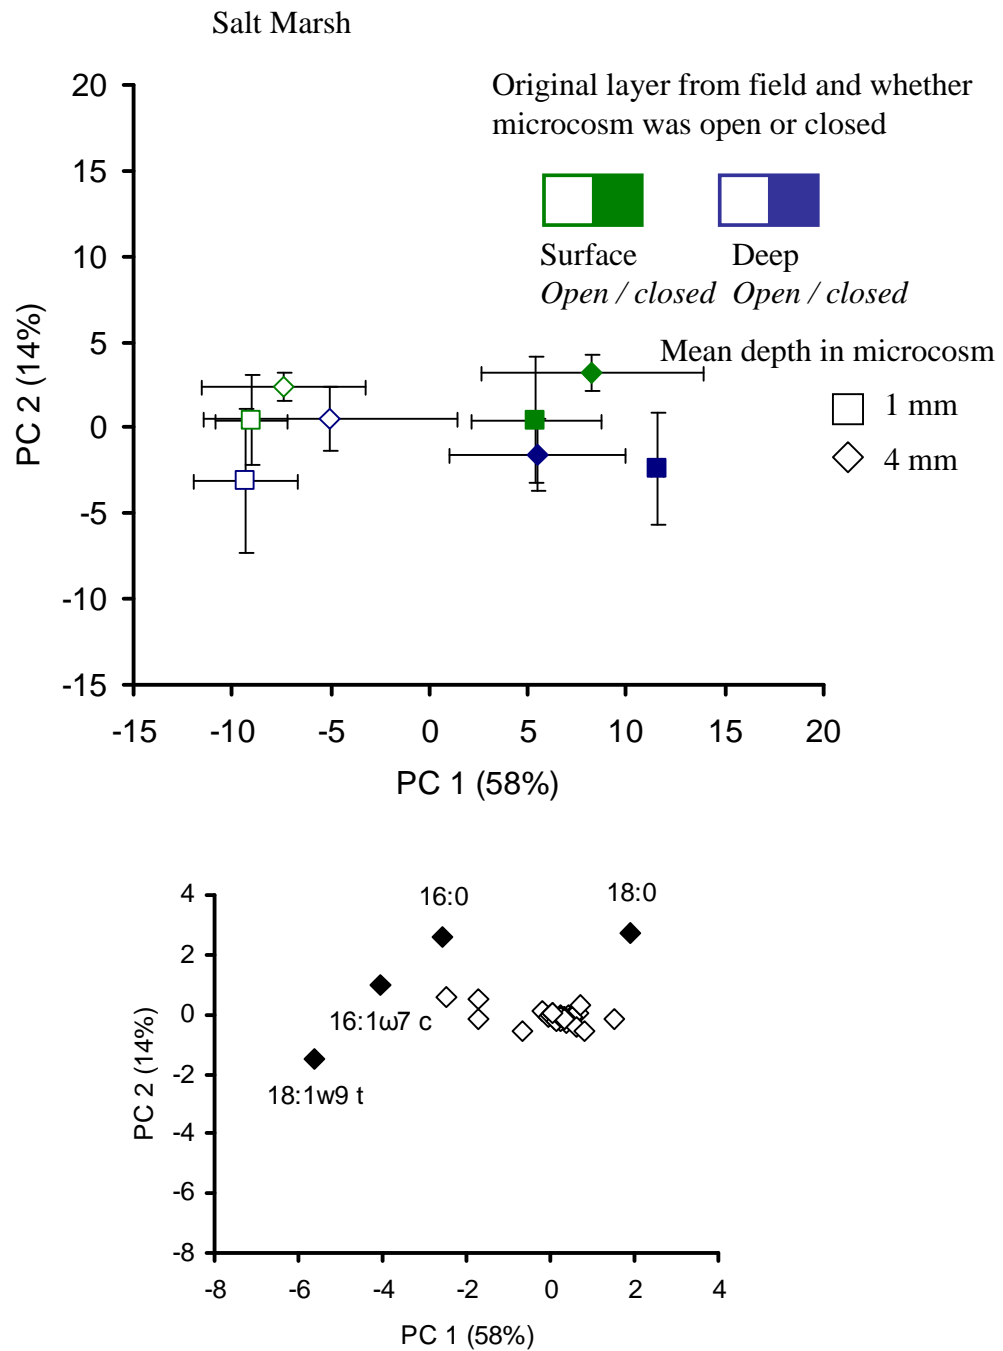 Salt Marsh
Original layer from field and whether
microcosm was open or closed
Surface Deep
Open / closed Open / closed
Mean depth in microcosm
1 mm
4 mm
20
15
10
5
0
-5
-10
-15
PC 2 (14%)
-15 -10 -5 0 5 10 15 20
PC 1 (58%)
16:0 18:0
16:1ω7 c
18:1w9 t
4
2
0
-2
-4
-6
-8
PC 2 (14%)
-8 -6 -4 -2 0 2 4
PC 1 (58%)